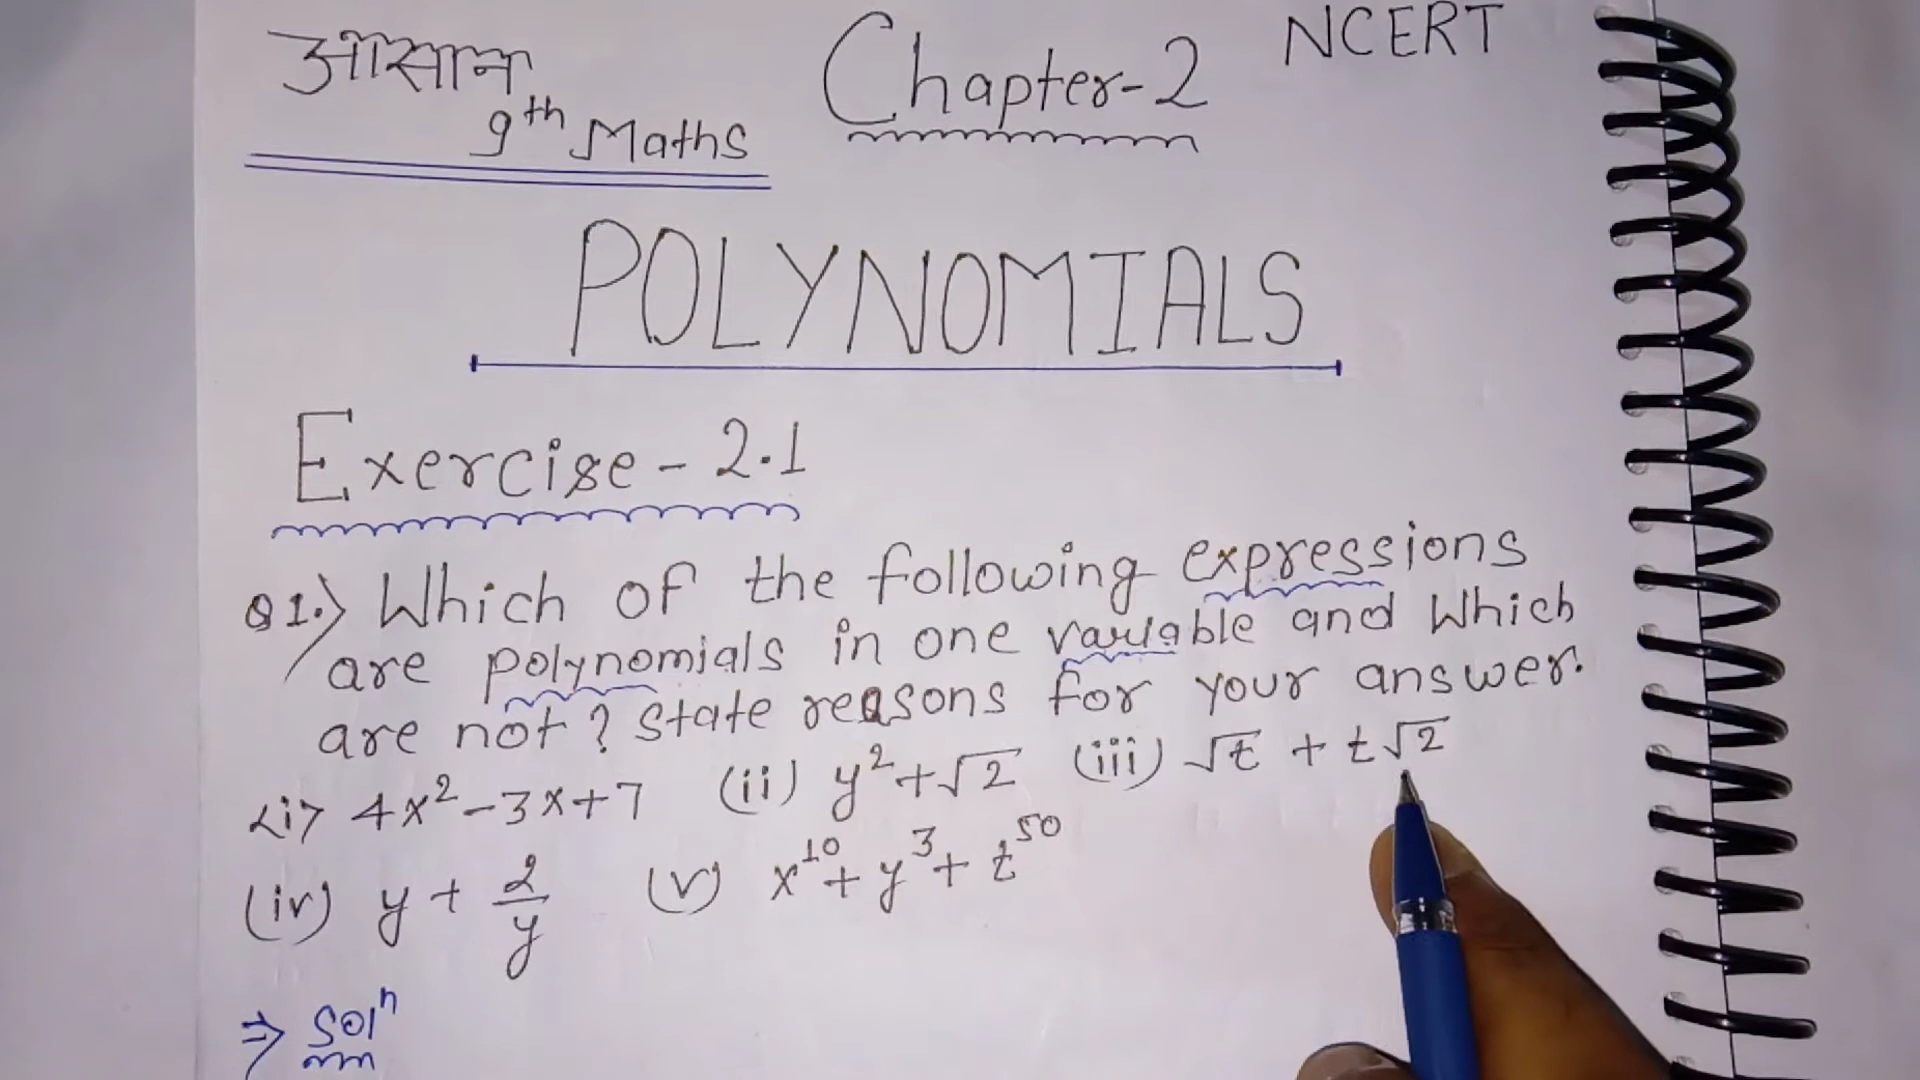 आसान
9th Maths
Chapter-2
NCERT
POLYNOMIALS
Exercise - 2.1
Q1.) Which of the following expressions
are polynomials in one variable and Which
are not? State reasons for your answer.
(i) 4x² - 3x + 7 (ii) y² + √2 (iii) √t + t√2
(iv) y + 2/y (v) x¹⁰ + y³ + t⁵⁰
⇒ Solⁿ